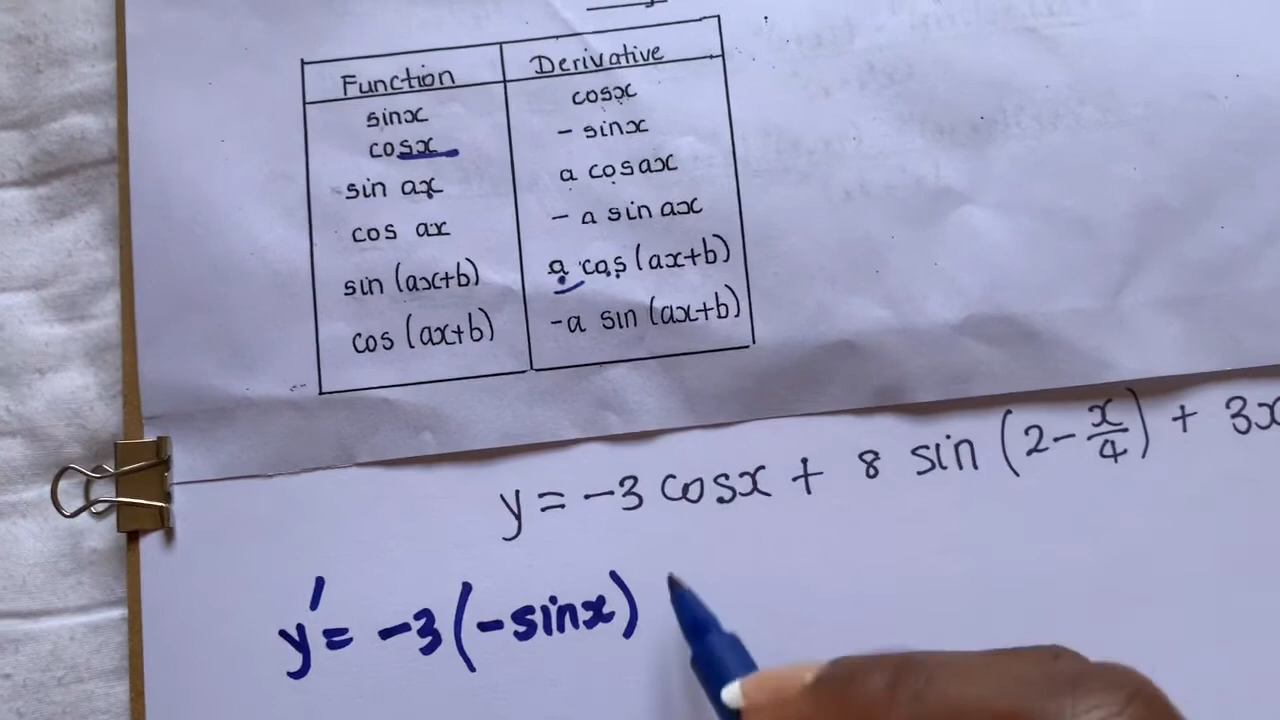 Function Derivative
sinx cosx
cosx - sinx
sin ax a cosax
cos ax - a sin ax
sin (ax+b) a cos (ax+b)
cos (ax+b) -a sin (ax+b)
y = -3 cosx + 8 sin (2 - x/4) + 3x
y' = -3 (-sinx)